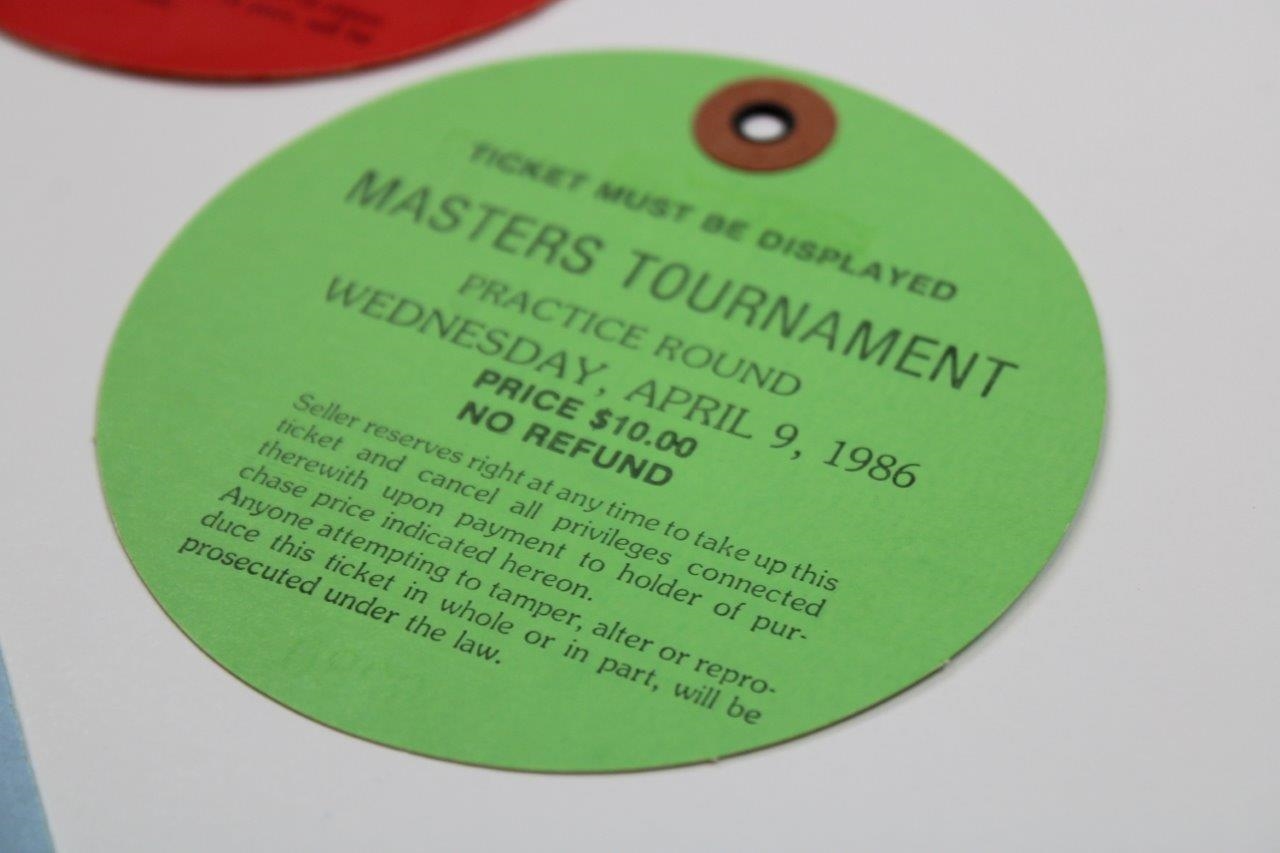 TICKET MUST BE DISPLAYED
MASTERS TOURNAMENT
PRACTICE ROUND
WEDNESDAY, APRIL 9, 1986
PRICE $10.00
NO REFUND
Seller reserves right at any time to take up this
ticket and cancel all privileges connected
therewith upon payment to holder of pur-
chase price indicated hereon.
Anyone attempting to tamper, alter or repro-
duce this ticket in whole or in part, will be
prosecuted under the law.